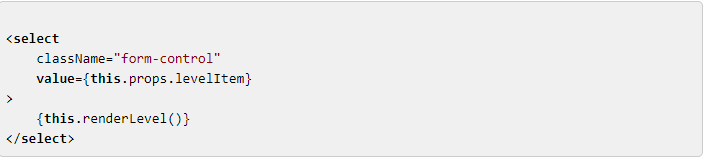 <select
    className="form-control"
    value={this.props.levelItem}
>
    {this.renderLevel()}
</select>